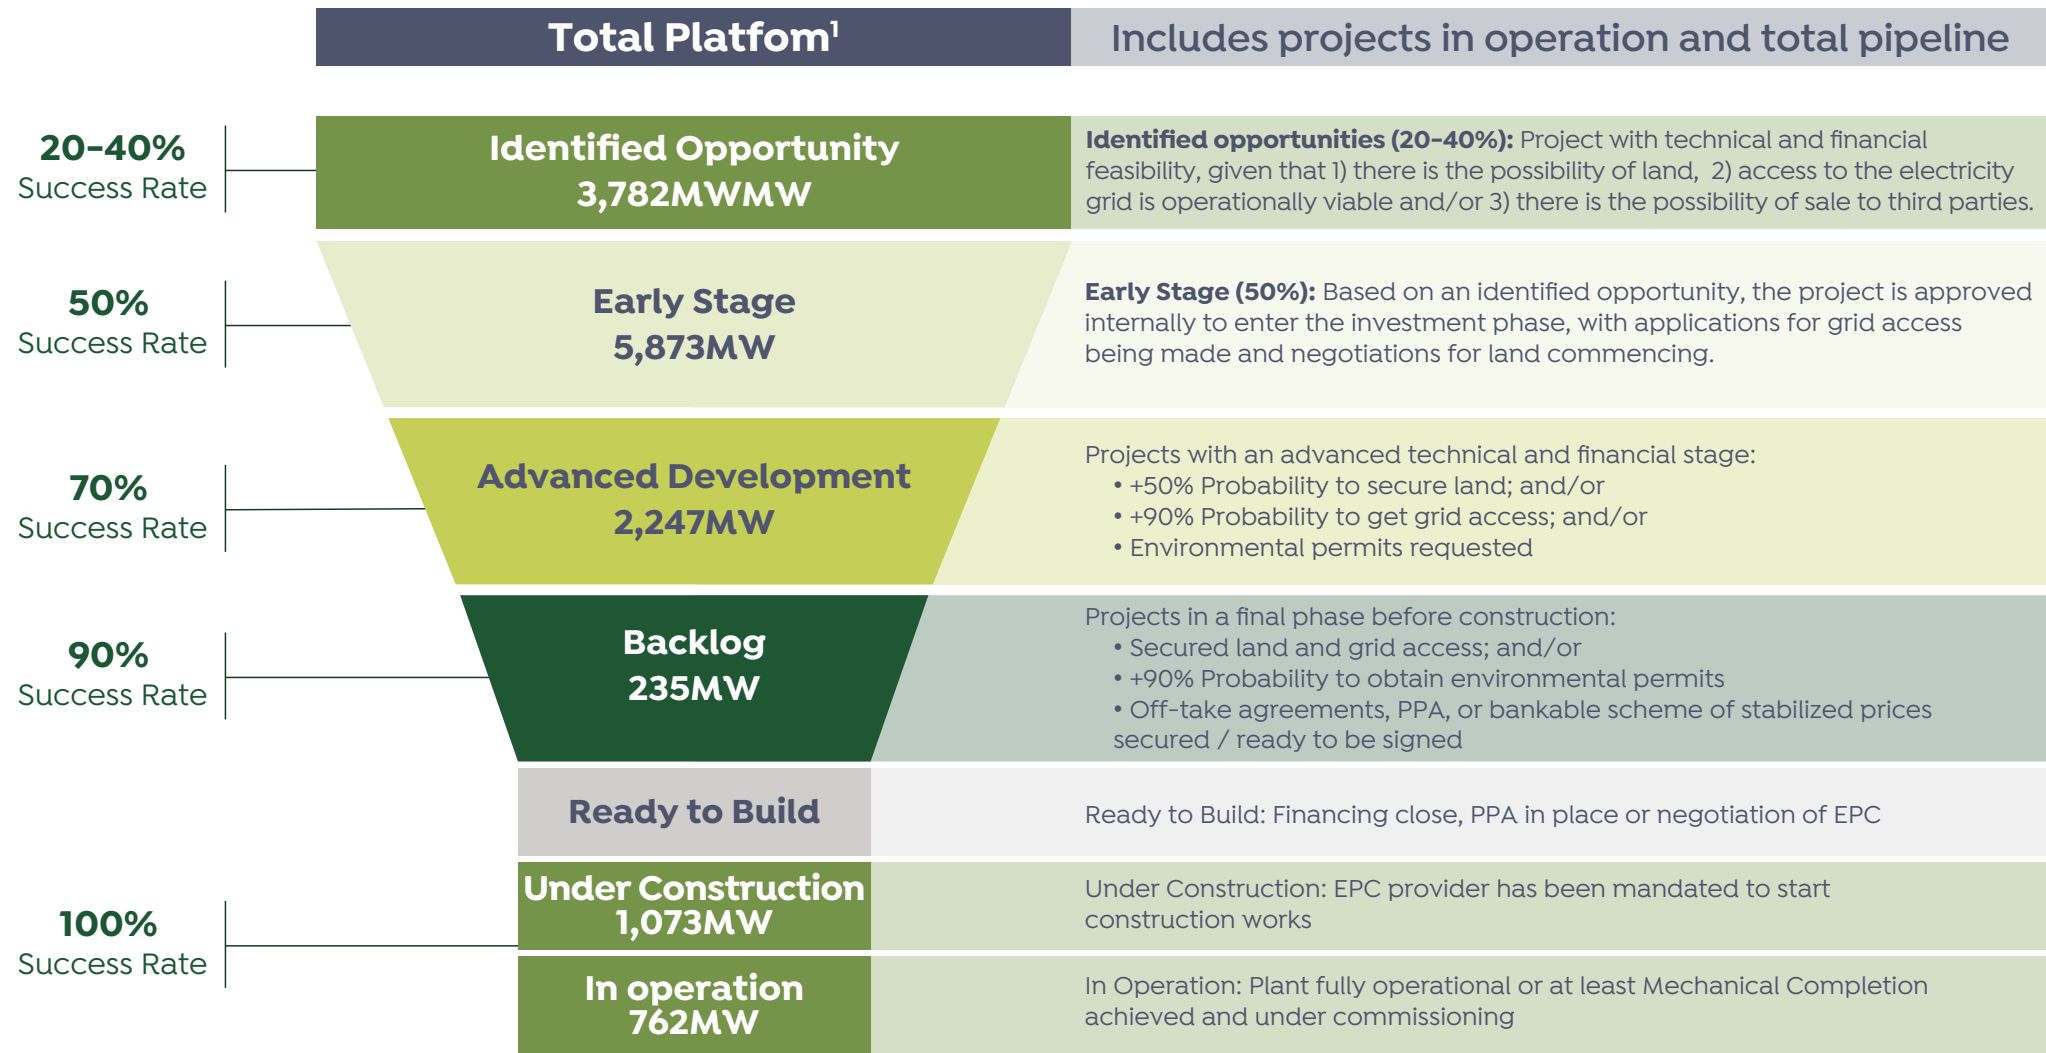 Total Platfom¹
Includes projects in operation and total pipeline
20-40%
Success Rate
Identified Opportunity
3,782MWMW
Identified opportunities (20-40%): Project with technical and financial
feasibility, given that 1) there is the possibility of land, 2) access to the electricity
grid is operationally viable and/or 3) there is the possibility of sale to third parties.
50%
Success Rate
Early Stage
5,873MW
Early Stage (50%): Based on an identified opportunity, the project is approved
internally to enter the investment phase, with applications for grid access
being made and negotiations for land commencing.
70%
Success Rate
Advanced Development
2,247MW
Projects with an advanced technical and financial stage:
• +50% Probability to secure land; and/or
• +90% Probability to get grid access; and/or
• Environmental permits requested
90%
Success Rate
Backlog
235MW
Projects in a final phase before construction:
• Secured land and grid access; and/or
• +90% Probability to obtain environmental permits
• Off-take agreements, PPA, or bankable scheme of stabilized prices
secured / ready to be signed
Ready to Build
Ready to Build: Financing close, PPA in place or negotiation of EPC
100%
Success Rate
Under Construction
1,073MW
Under Construction: EPC provider has been mandated to start
construction works
In operation
762MW
In Operation: Plant fully operational or at least Mechanical Completion
achieved and under commissioning